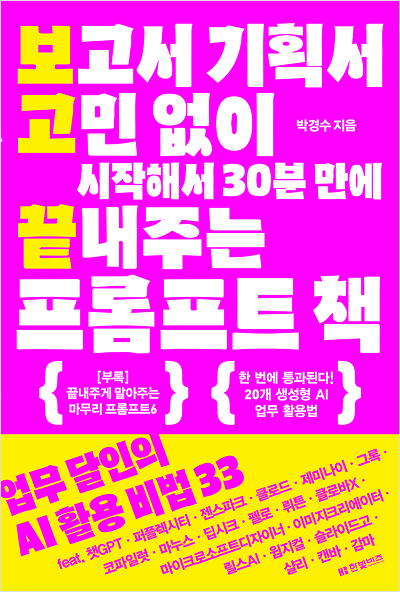 보고서 기획서
고민 없이
박경수 지음
시작해서 30분 만에
끝내주는
프롬프트 책
[부록]
끝내주게 말아주는
마무리 프롬프트6
한 번에 통과된다!
20개 생성형 AI
업무 활용법
업무 달인의
AI 활용 비법 33
feat. 챗GPT · 퍼플렉시티 · 젠스파크 · 클로드 · 제미나이 · 그록 ·
코파일럿 · 마누스 · 딥시크 · 펠로 · 뤼튼 · 클로바X ·
마이크로소프트디자이너 · 이미지크리에이터 ·
릴스AI · 윔지컬 · 슬라이드고 ·
살리 · 캔바 · 감마
한빛비즈